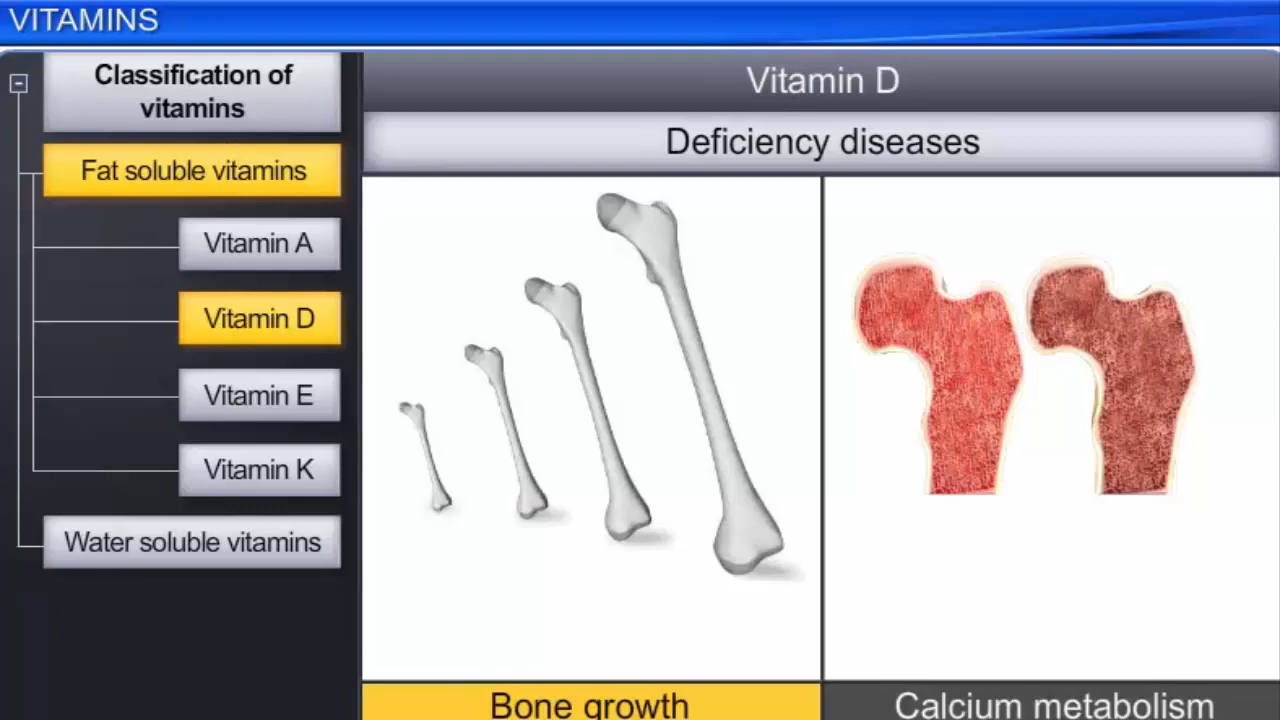 VITAMINS
Classification of
vitamins
Fat soluble vitamins
Vitamin A
Vitamin D
Vitamin E
Vitamin K
Water soluble vitamins
Vitamin D
Deficiency diseases
Bone growth
Calcium metabolism